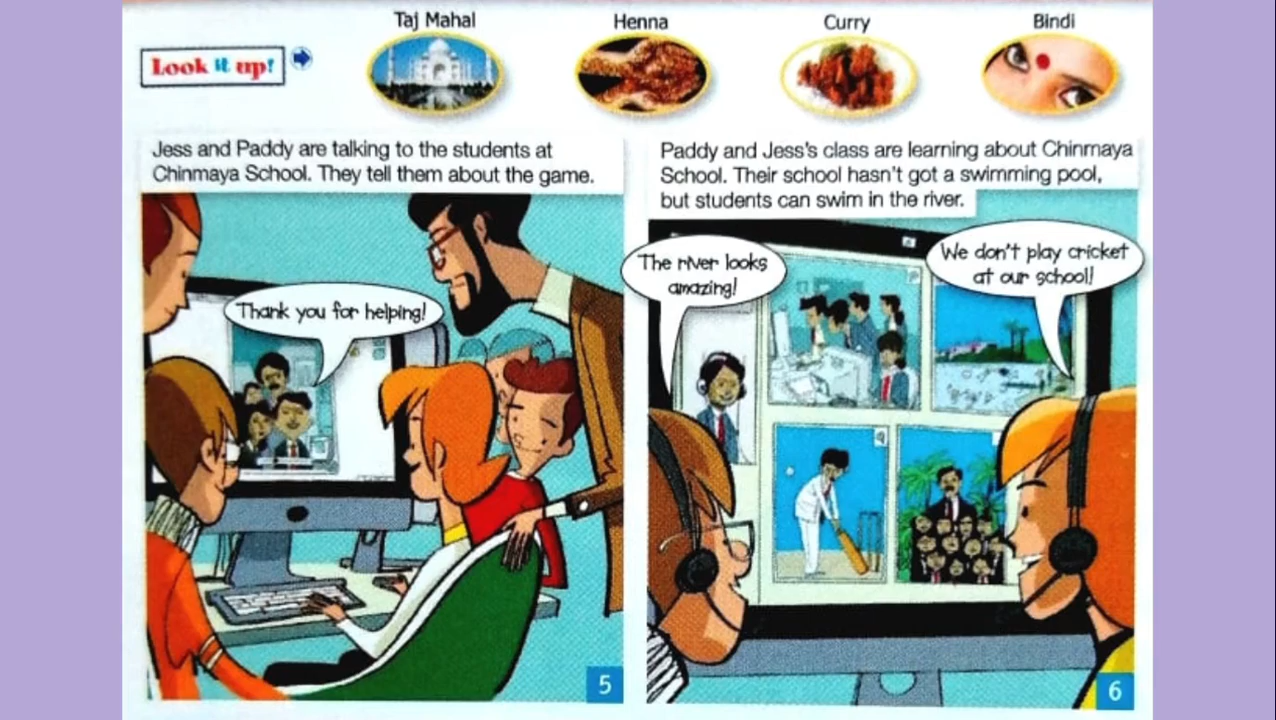 Taj Mahal
Henna
Curry
Bindi
Look it up!
Jess and Paddy are talking to the students at
Chinmaya School. They tell them about the game.
Thank you for helping!
5
Paddy and Jess's class are learning about Chinmaya
School. Their school hasn't got a swimming pool,
but students can swim in the river.
The river looks
amazing!
We don't play cricket
at our school!
6